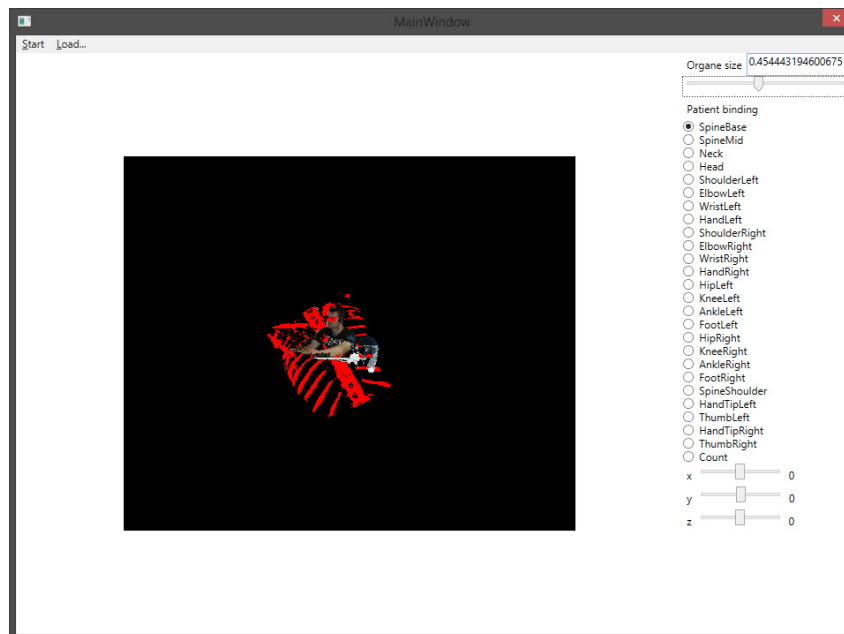 MainWindow
Start Load...
Organe size 0.454443194600675
Patient binding
SpineBase
SpineMid
Neck
Head
ShoulderLeft
ElbowLeft
WristLeft
HandLeft
ShoulderRight
ElbowRight
WristRight
HandRight
HipLeft
KneeLeft
AnkleLeft
FootLeft
HipRight
KneeRight
AnkleRight
FootRight
SpineShoulder
HandTipLeft
ThumbLeft
HandTipRight
ThumbRight
Count
x 0
y 0
z 0